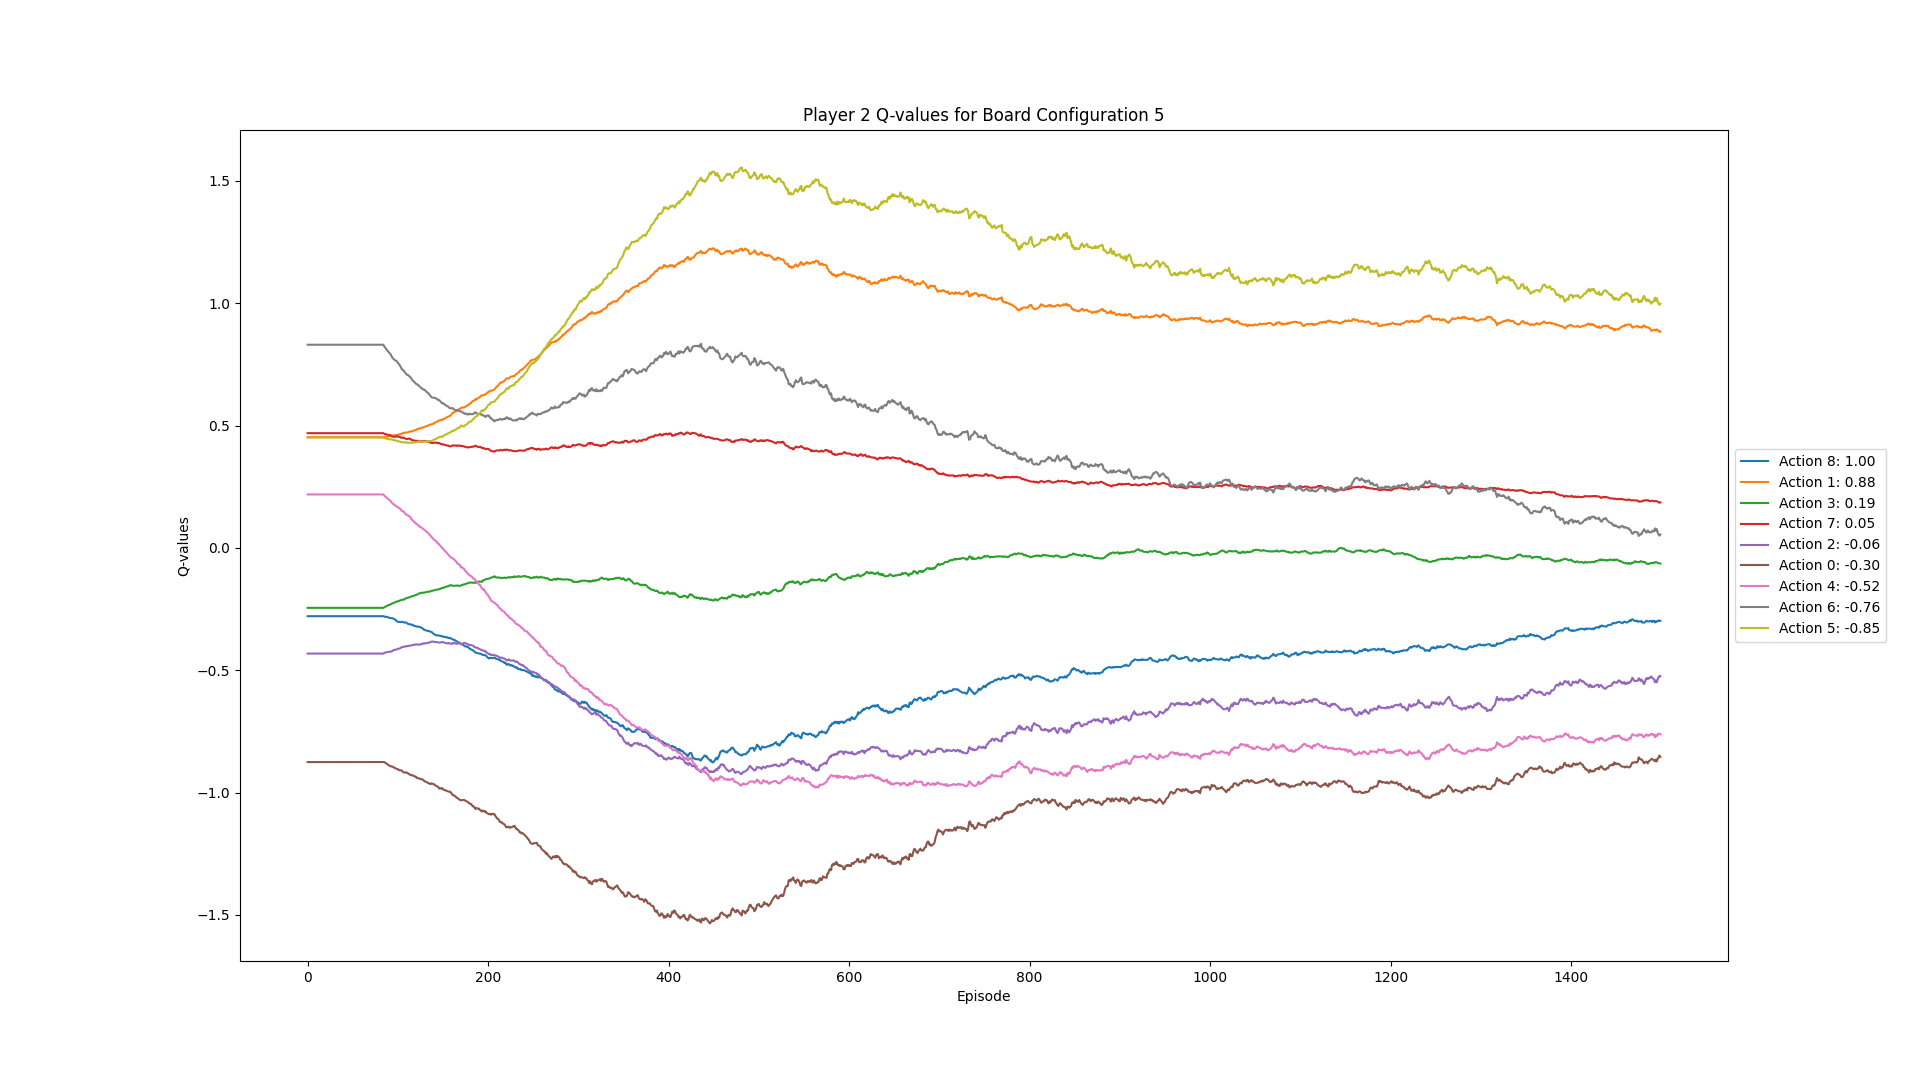 Player 2 Q-values for Board Configuration 5
Q-values
1.5
1.0
0.5
0.0
−0.5
−1.0
−1.5
0 200 400 600 800 1000 1200 1400
Episode
Action 8: 1.00
Action 1: 0.88
Action 3: 0.19
Action 7: 0.05
Action 2: -0.06
Action 0: -0.30
Action 4: -0.52
Action 6: -0.76
Action 5: -0.85